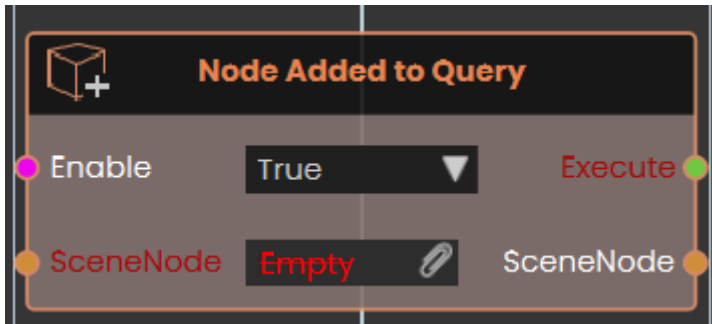 Node Added to Query
Enable True Execute
SceneNode Empty SceneNode